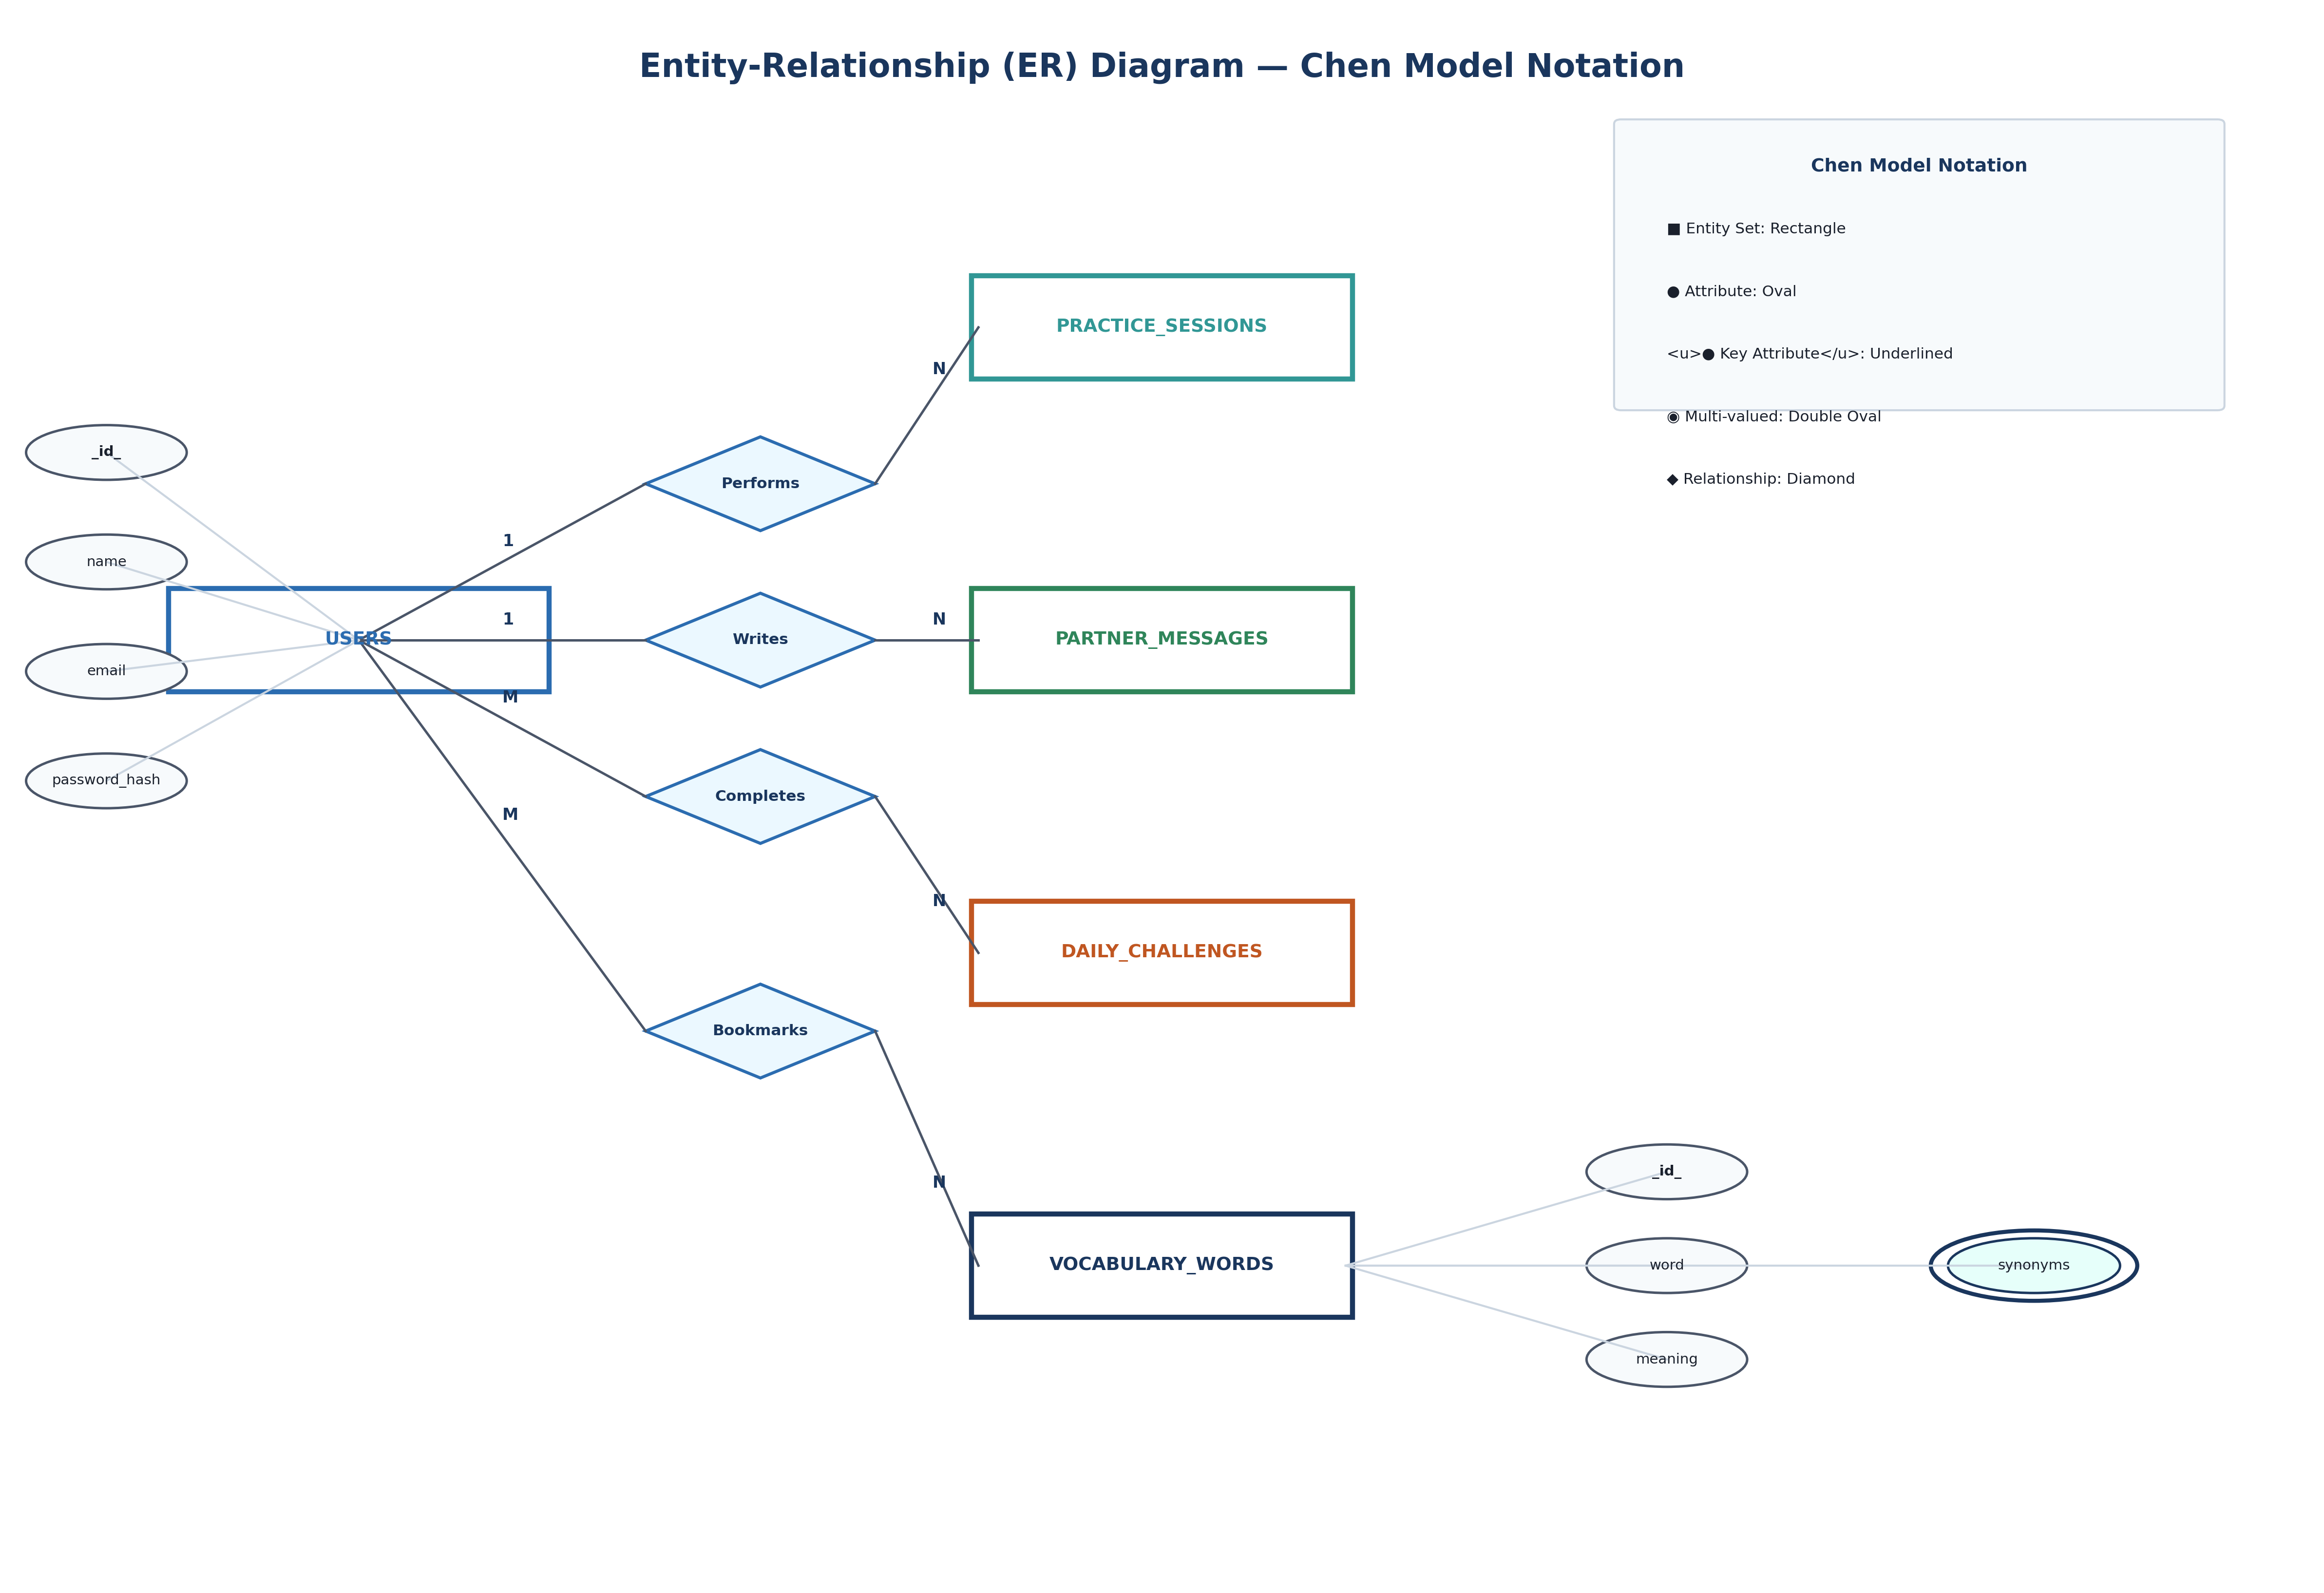 Entity-Relationship (ER) Diagram — Chen Model Notation
Chen Model Notation
■ Entity Set: Rectangle
● Attribute: Oval
<u>● Key Attribute</u>: Underlined
◉ Multi-valued: Double Oval
◆ Relationship: Diamond
PRACTICE_SESSIONS
N
_id_
Performs
1
name
1
N
USERS
Writes
PARTNER_MESSAGES
email
M
password_hash
Completes
M
N
DAILY_CHALLENGES
Bookmarks
N
_id_
VOCABULARY_WORDS
word
synonyms
meaning